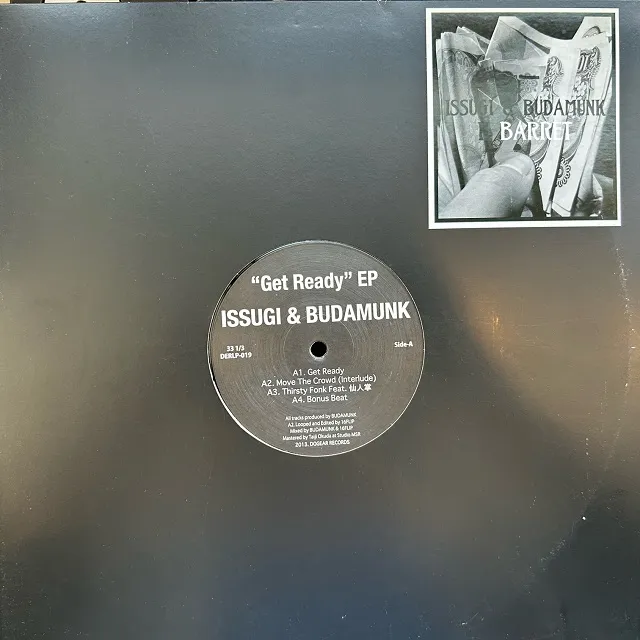 ISSUGI & BUDAMUNK
BARRET
“Get Ready” EP
ISSUGI & BUDAMUNK
33 1/3
DERLP-019
Side-A
A1. Get Ready
A2. Move The Crowd (Interlude)
A3. Thirsty Fonk Feat. 仙人掌
A4. Bonus Beat
All tracks produced by BUDAMUNK
A2. Looped and Edited by 16FLIP
Mixed by BUDAMUNK & 16FLIP
Mastered by Taiji Okuda at Studio MSR
2013. DOGEAR RECORDS